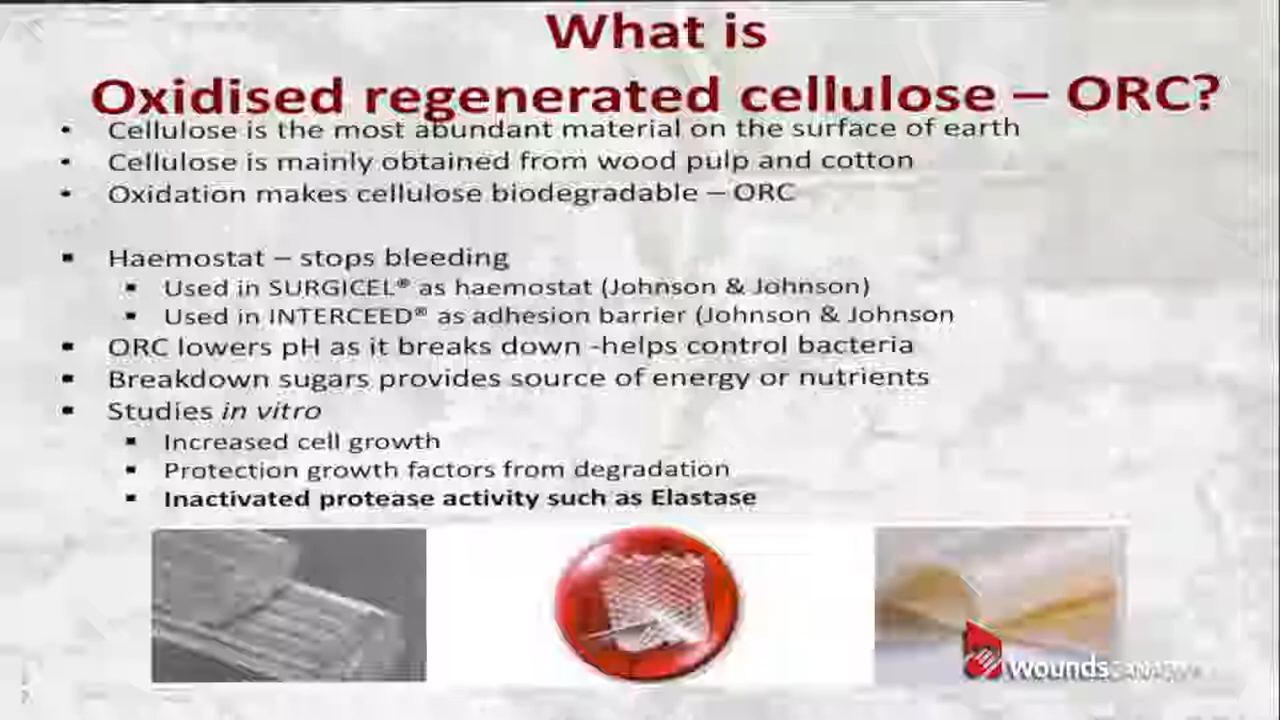 What is
Oxidised regenerated cellulose – ORC?
• Cellulose is the most abundant material on the surface of earth
• Cellulose is mainly obtained from wood pulp and cotton
• Oxidation makes cellulose biodegradable – ORC
▪ Haemostat – stops bleeding
▪ Used in SURGICEL® as haemostat (Johnson & Johnson)
▪ Used in INTERCEED® as adhesion barrier (Johnson & Johnson
▪ ORC lowers pH as it breaks down -helps control bacteria
▪ Breakdown sugars provides source of energy or nutrients
▪ Studies in vitro
▪ Increased cell growth
▪ Protection growth factors from degradation
▪ Inactivated protease activity such as Elastase
wounds